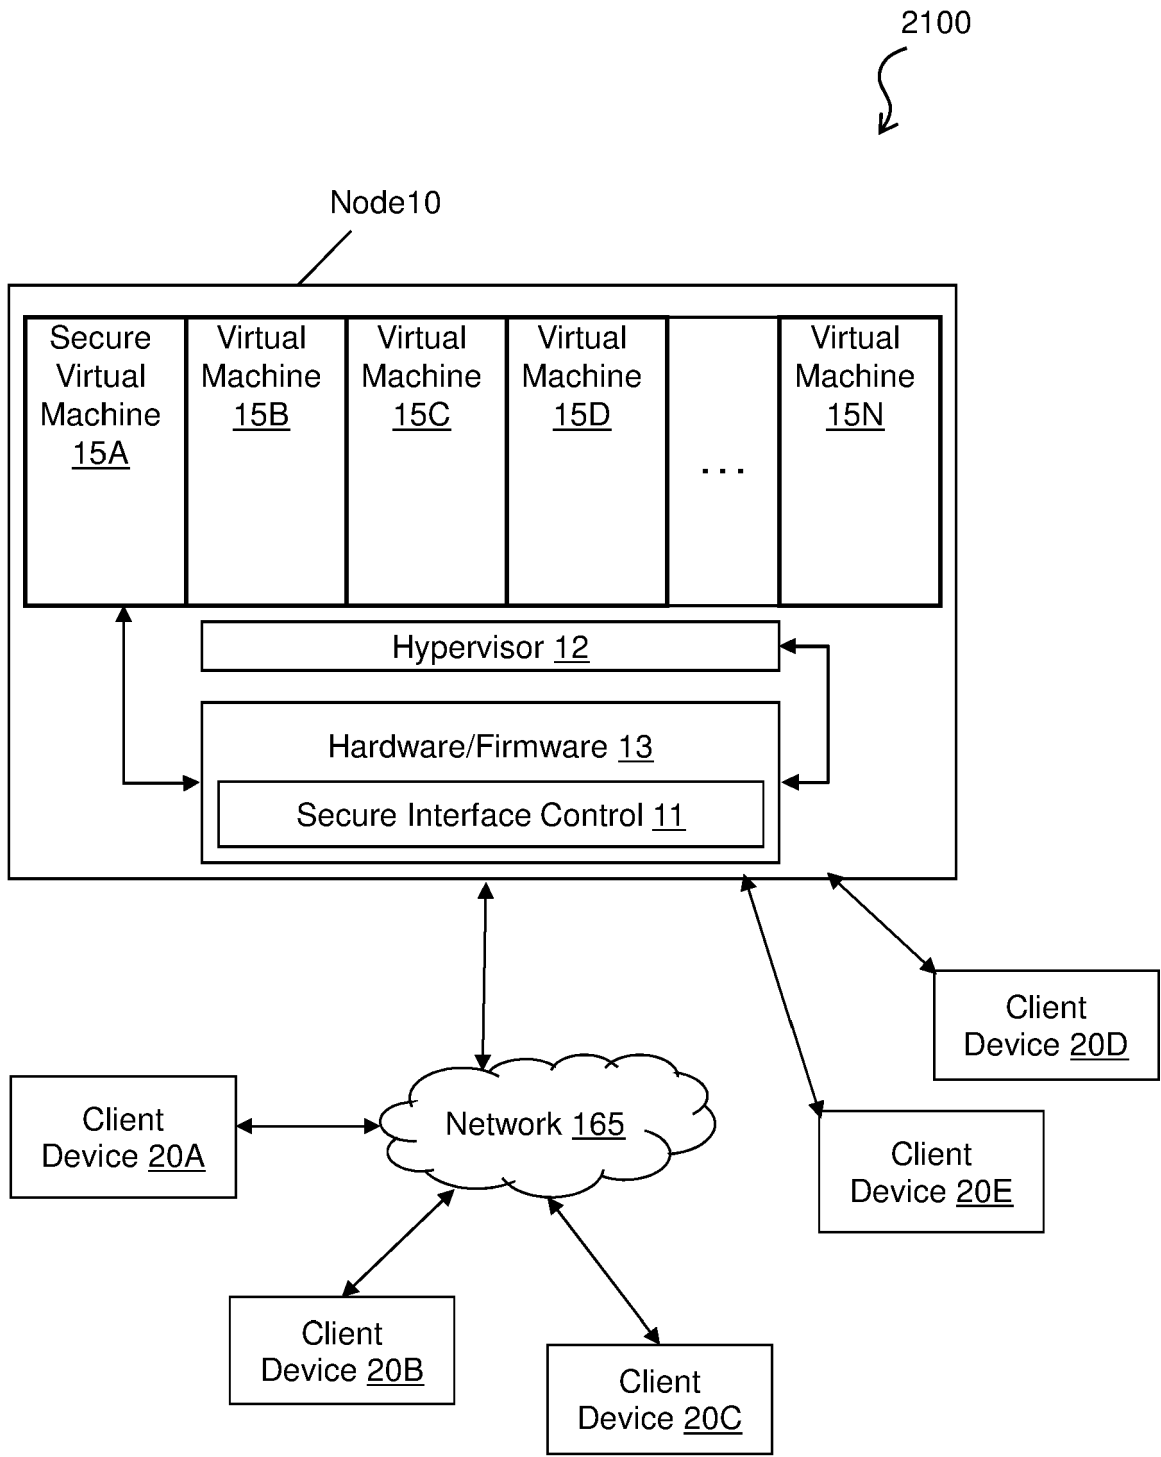 2100
Node10
Secure
Virtual
Machine
15A
Virtual
Machine
15B
Virtual
Machine
15C
Virtual
Machine
15D
...
Virtual
Machine
15N
Hypervisor 12
Hardware/Firmware 13
Secure Interface Control 11
Client
Device 20D
Network 165
Client
Device 20A
Client
Device 20E
Client
Device 20B
Client
Device 20C